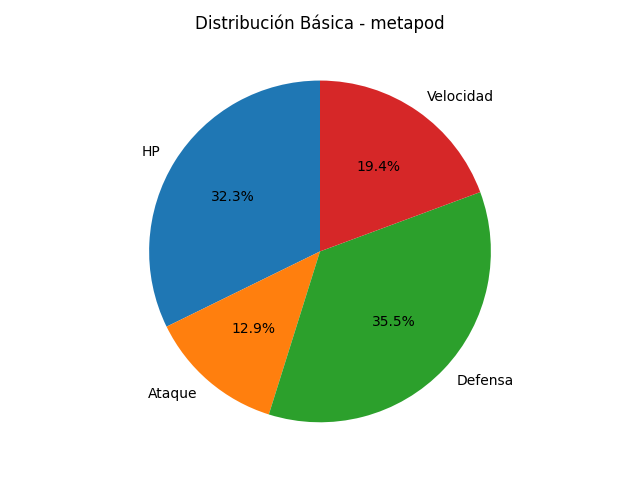 Distribución Básica - metapod
Velocidad
HP
19.4%
32.3%
35.5%
12.9%
Defensa
Ataque